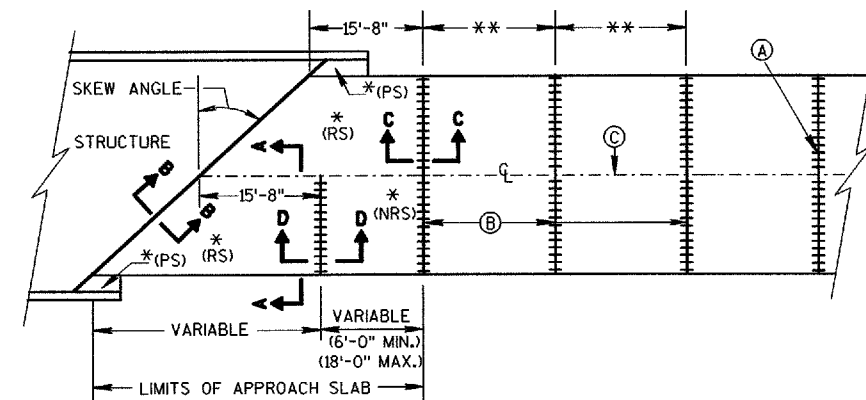 15'-8"
**
**
A
SKEW ANGLE
*(PS)
*
(RS)
C
C
C
STRUCTURE
A
B
B
℄
15'-8"
*
(NRS)
B
D
D
*
(RS)
*(PS)
A
VARIABLE
VARIABLE
(6'-0" MIN.)
(18'-0" MAX.)
LIMITS OF APPROACH SLAB